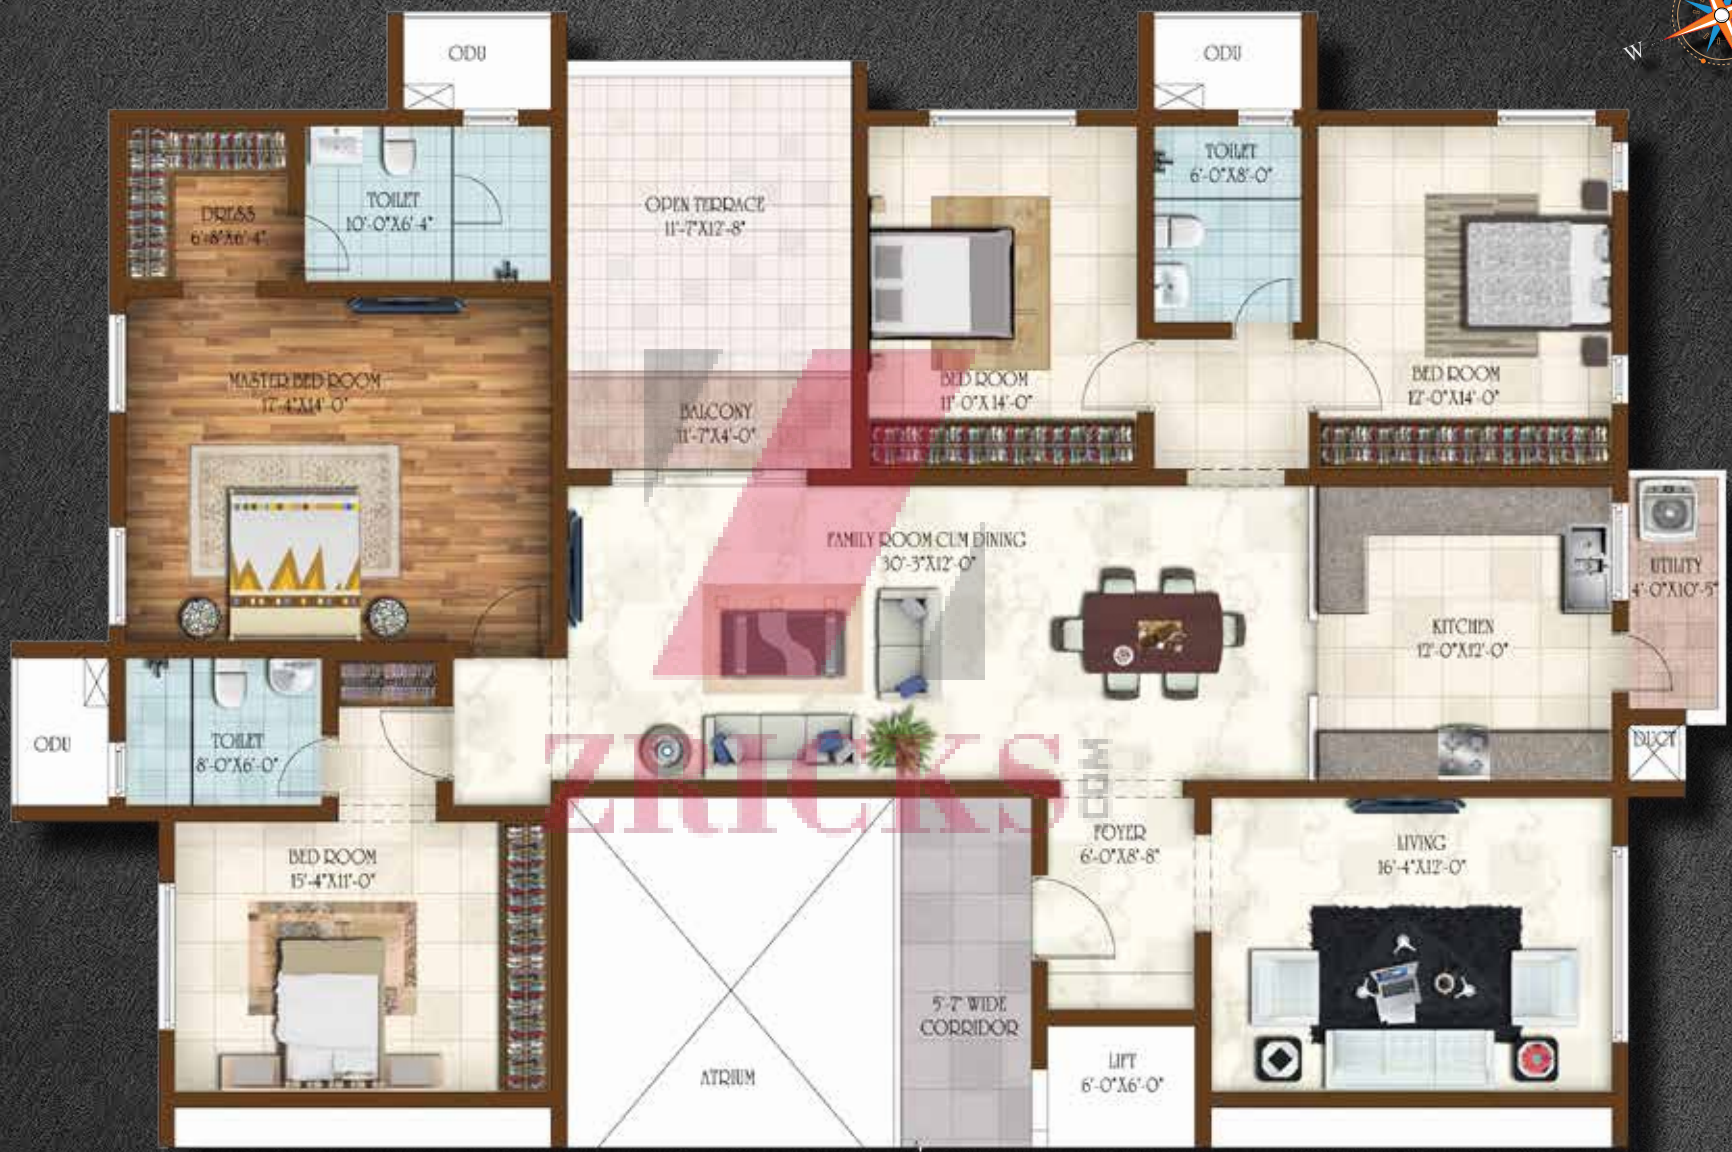 ODU
ODU
W
DRESS
6'-8"X6'-4"
TOILET
10'-0"X6'-4"
OPEN TERRACE
11'-7"X12'-8"
TOILET
6'-0"X8'-0"
MASTER BED ROOM
17'-4"X14'-0"
BALCONY
11'-7"X4'-0"
BED ROOM
11'-0"X14'-0"
BED ROOM
12'-0"X14'-0"
FAMILY ROOM CUM DINING
30'-3"X12'-0"
KITCHEN
12'-0"X12'-0"
UTILITY
4'-0"X10'-5"
ODU
TOILET
8'-0"X6'-0"
DUCT
ZRICKS
.COM
BED ROOM
15'-4"X11'-0"
FOYER
6'-0"X8'-8"
LIVING
16'-4"X12'-0"
5'-7" WIDE
CORRIDOR
ATRIUM
LIFT
6'-0"X6'-0"